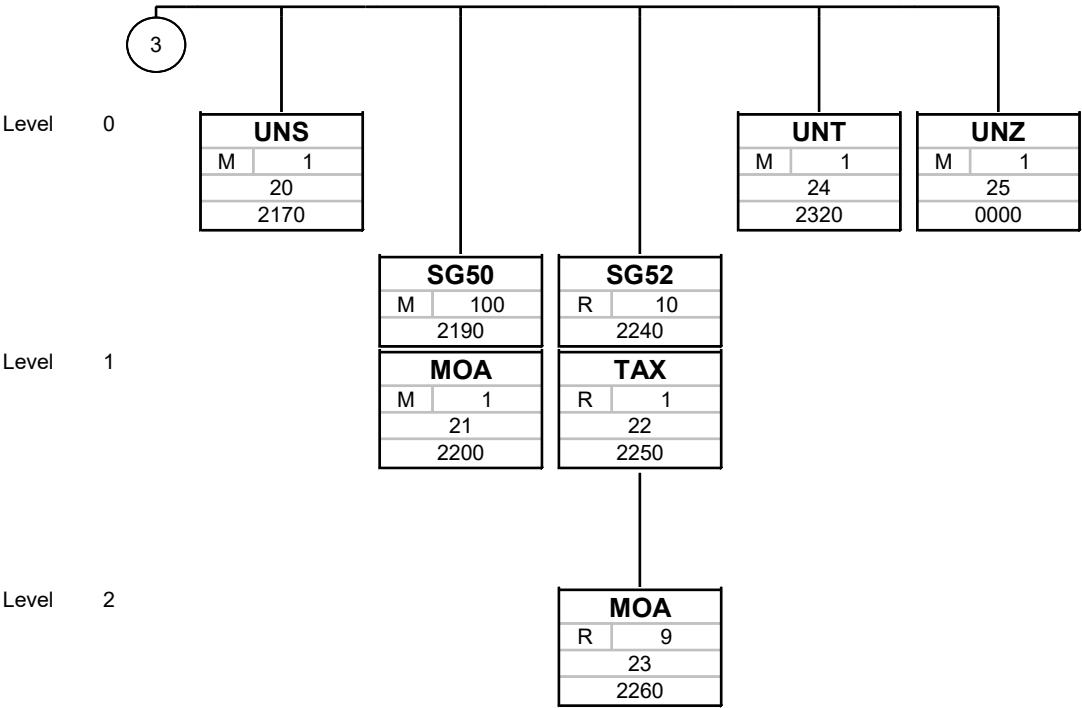 3
Level 0
UNS UNT UNZ
M 1 M 1 M 1
20 24 25
2170 2320 0000
SG50 SG52
M 100 R 10
2190 2240
Level 1
MOA TAX
M 1 R 1
21 22
2200 2250
Level 2
MOA
R 9
23
2260